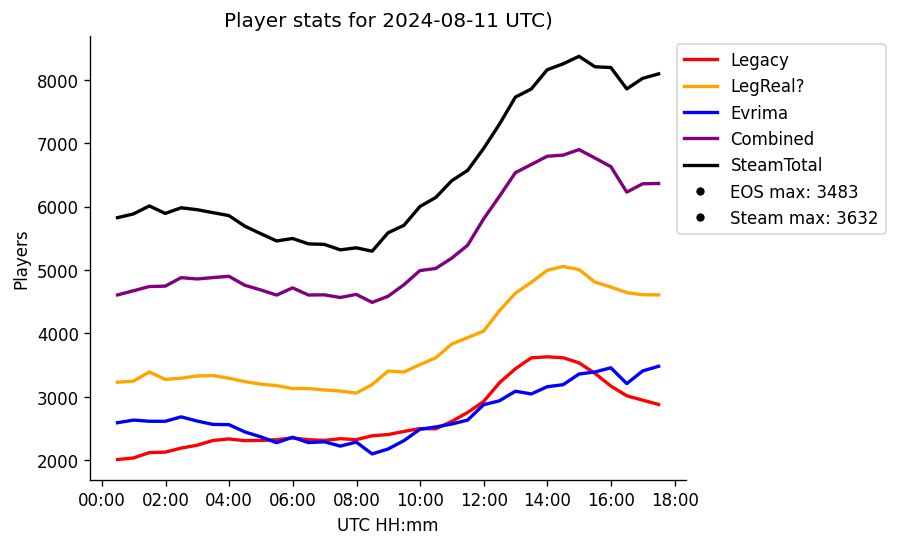 Player stats for 2024-08-11 UTC)
Legacy
LegReal?
Evrima
Combined
SteamTotal
EOS max: 3483
Steam max: 3632
8000
7000
6000
5000
4000
3000
2000
Players
00:00 02:00 04:00 06:00 08:00 10:00 12:00 14:00 16:00 18:00
UTC HH:mm